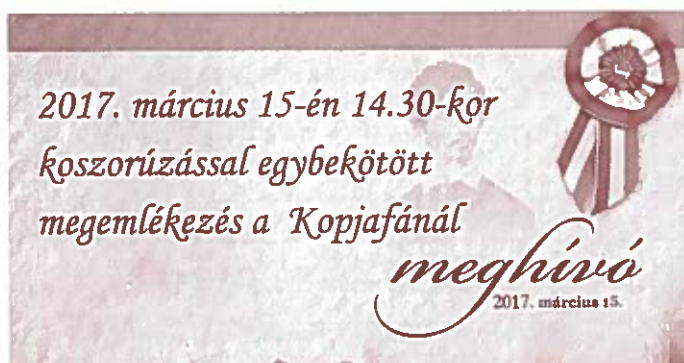 2017. március 15-én 14.30-kor
koszorúzással egybekötött
megemlékezés a Kopjafánál
meghívó
2017. március 15.